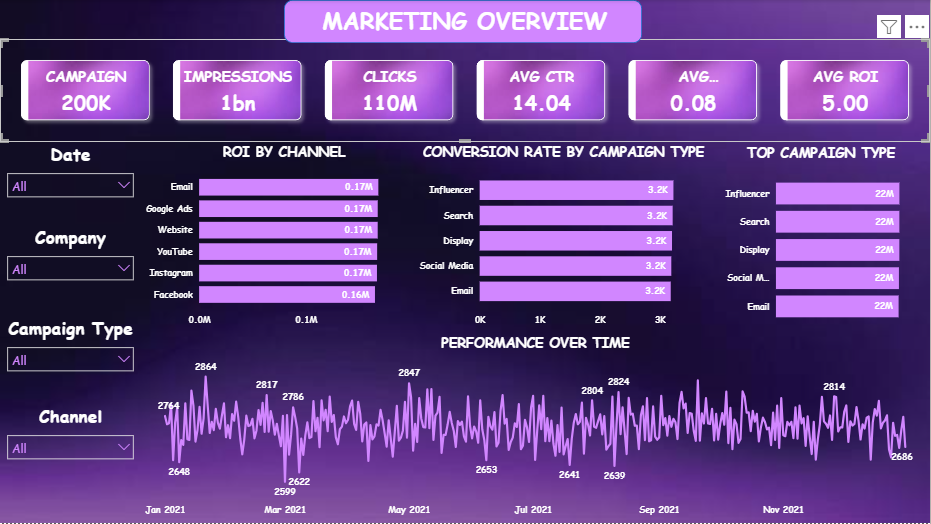 MARKETING OVERVIEW
CAMPAIGN
200K
IMPRESSIONS
1bn
CLICKS
110M
AVG CTR
14.04
AVG...
0.08
AVG ROI
5.00
Date
All
Company
All
Campaign Type
All
Channel
All
ROI BY CHANNEL
Email 0.17M
Google Ads 0.17M
Website 0.17M
YouTube 0.17M
Instagram 0.17M
Facebook 0.16M
0.0M 0.1M
CONVERSION RATE BY CAMPAIGN TYPE
Influencer 3.2K
Search 3.2K
Display 3.2K
Social Media 3.2K
Email 3.2K
0K 1K 2K 3K
TOP CAMPAIGN TYPE
Influencer 22M
Search 22M
Display 22M
Social M... 22M
Email 22M
PERFORMANCE OVER TIME
2764
2648
2864
2817
2786
2599
2622
2847
2653
2641
2804
2824
2639
2814
2686
Jan 2021 Mar 2021 May 2021 Jul 2021 Sep 2021 Nov 2021